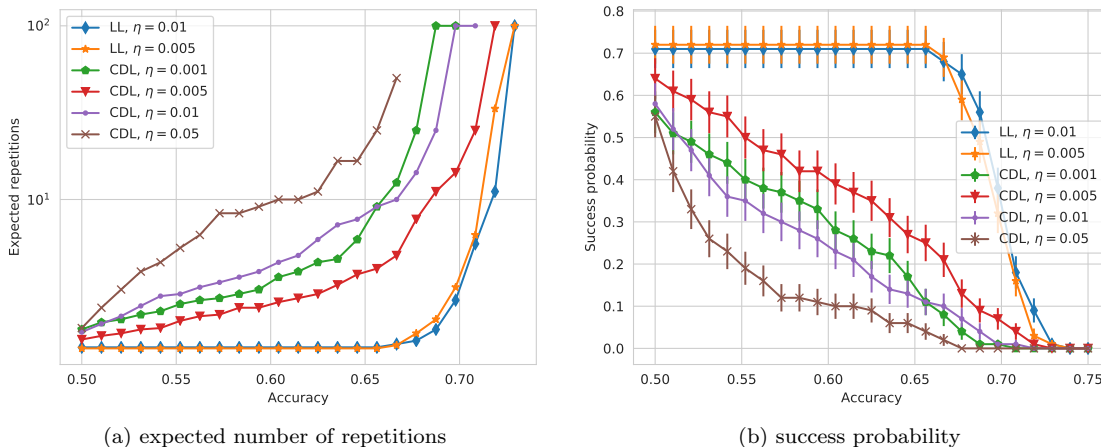 10²
10¹
Expected repetitions
LL, η = 0.01
LL, η = 0.005
CDL, η = 0.001
CDL, η = 0.005
CDL, η = 0.01
CDL, η = 0.05
0.50 0.55 0.60 0.65 0.70
Accuracy
(a) expected number of repetitions
0.7
0.6
0.5
0.4
0.3
0.2
0.1
0.0
Success probability
LL, η = 0.01
LL, η = 0.005
CDL, η = 0.001
CDL, η = 0.005
CDL, η = 0.01
CDL, η = 0.05
0.50 0.55 0.60 0.65 0.70 0.75
Accuracy
(b) success probability